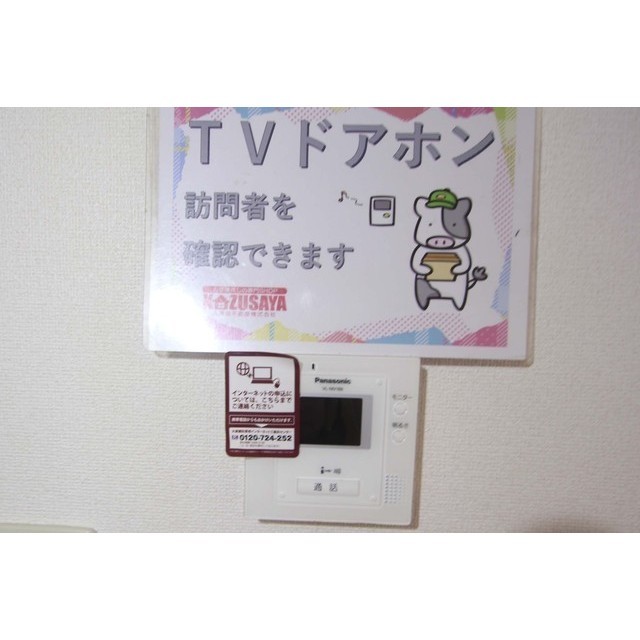 TVドアホン
訪問者を
確認できます
KAZUSAYA
Panasonic
インターネットの申込に
ついては、こちらまで
ご連絡ください
0120-724-252
モニター
通話